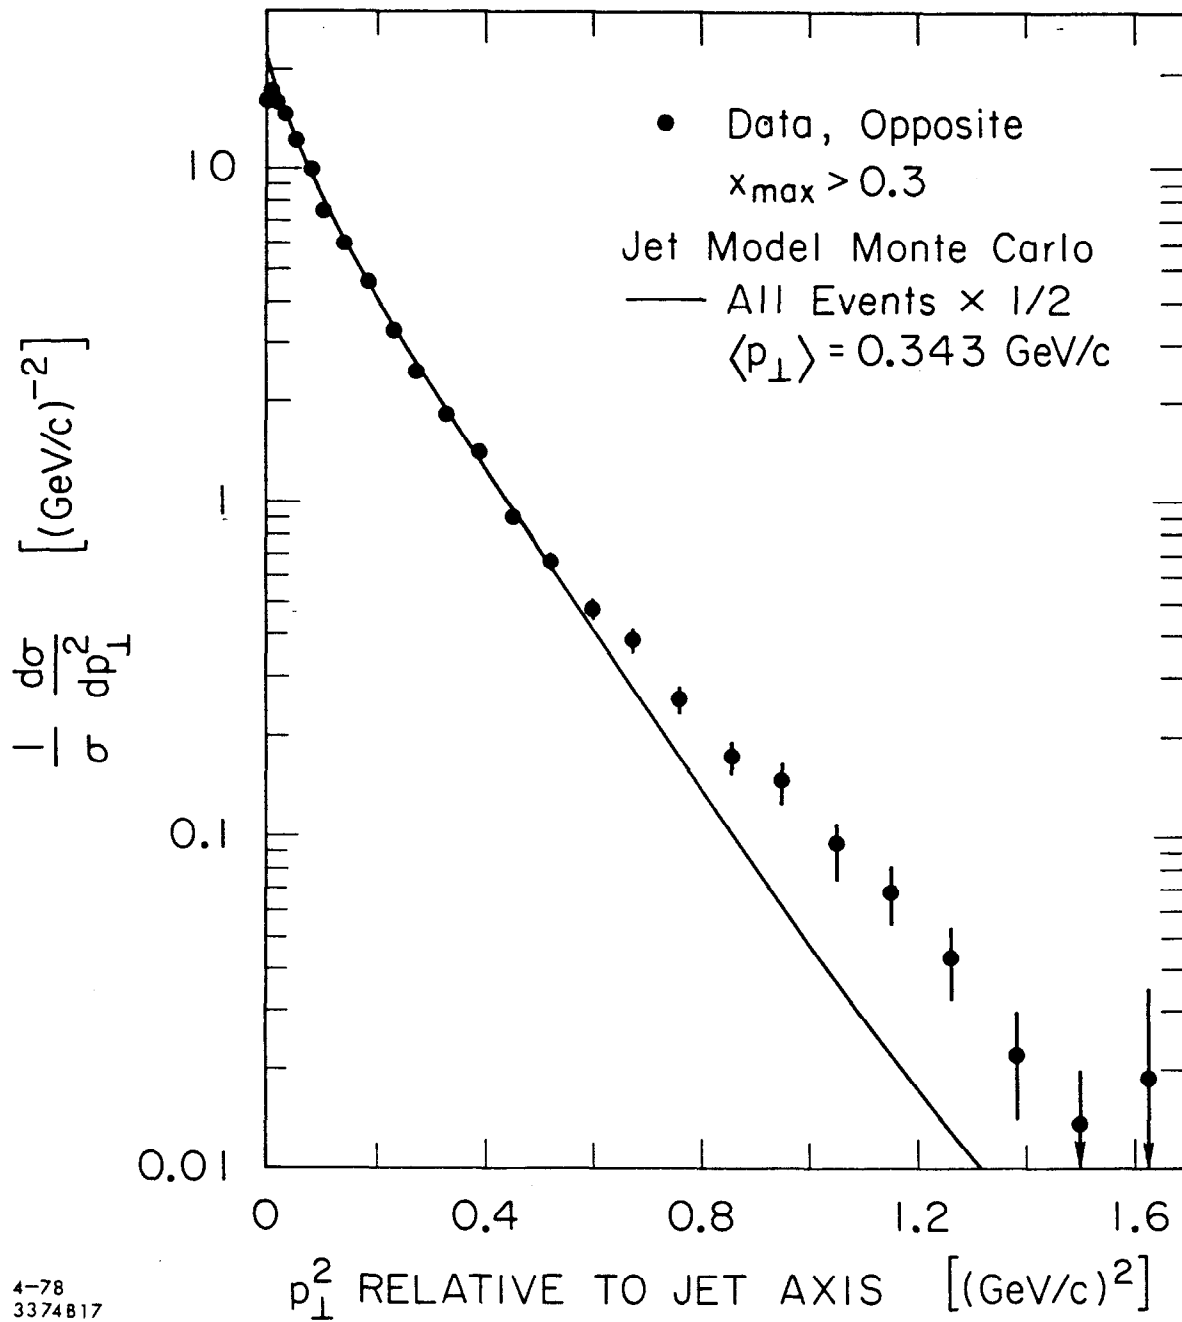 Data, Opposite
x_max > 0.3
Jet Model Monte Carlo
All Events × 1/2
⟨p_⊥⟩ = 0.343 GeV/c
10
1
0.1
0.01
1/σ dσ/dp_⊥^2 [(GeV/c)^-2]
0 0.4 0.8 1.2 1.6
p_⊥^2 RELATIVE TO JET AXIS [(GeV/c)^2]
4-78
3374B17